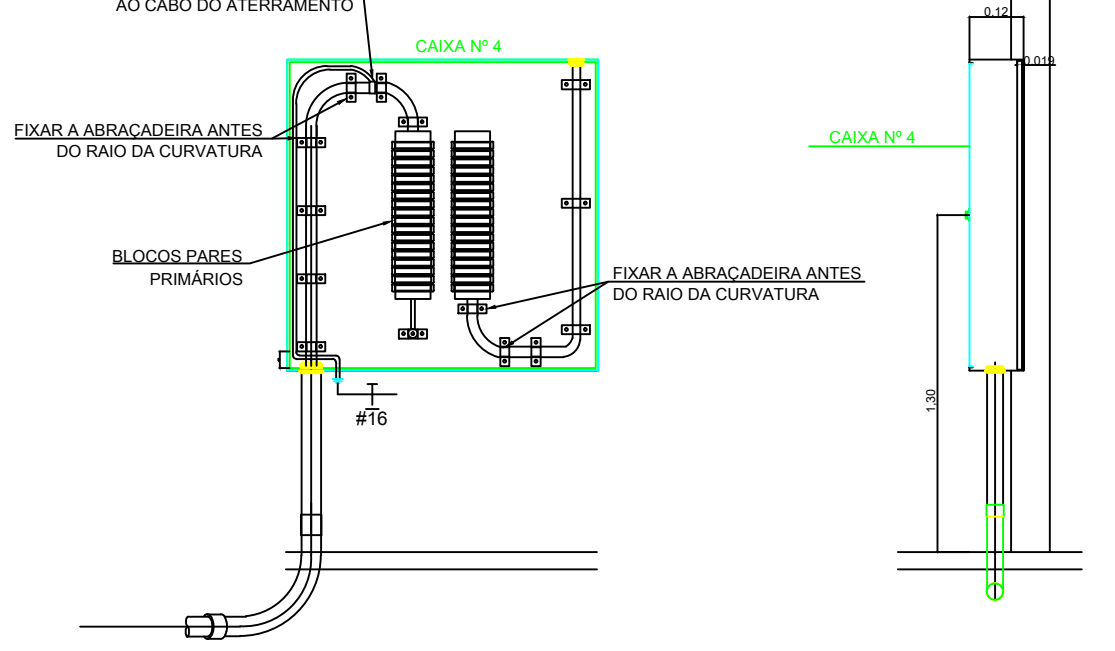 AO CABO DO ATERRAMENTO
CAIXA Nº 4
FIXAR A ABRAÇADEIRA ANTES
DO RAIO DA CURVATURA
BLOCOS PARES
PRIMÁRIOS
FIXAR A ABRAÇADEIRA ANTES
DO RAIO DA CURVATURA
#16
0,12
0,019
CAIXA Nº 4
1,30